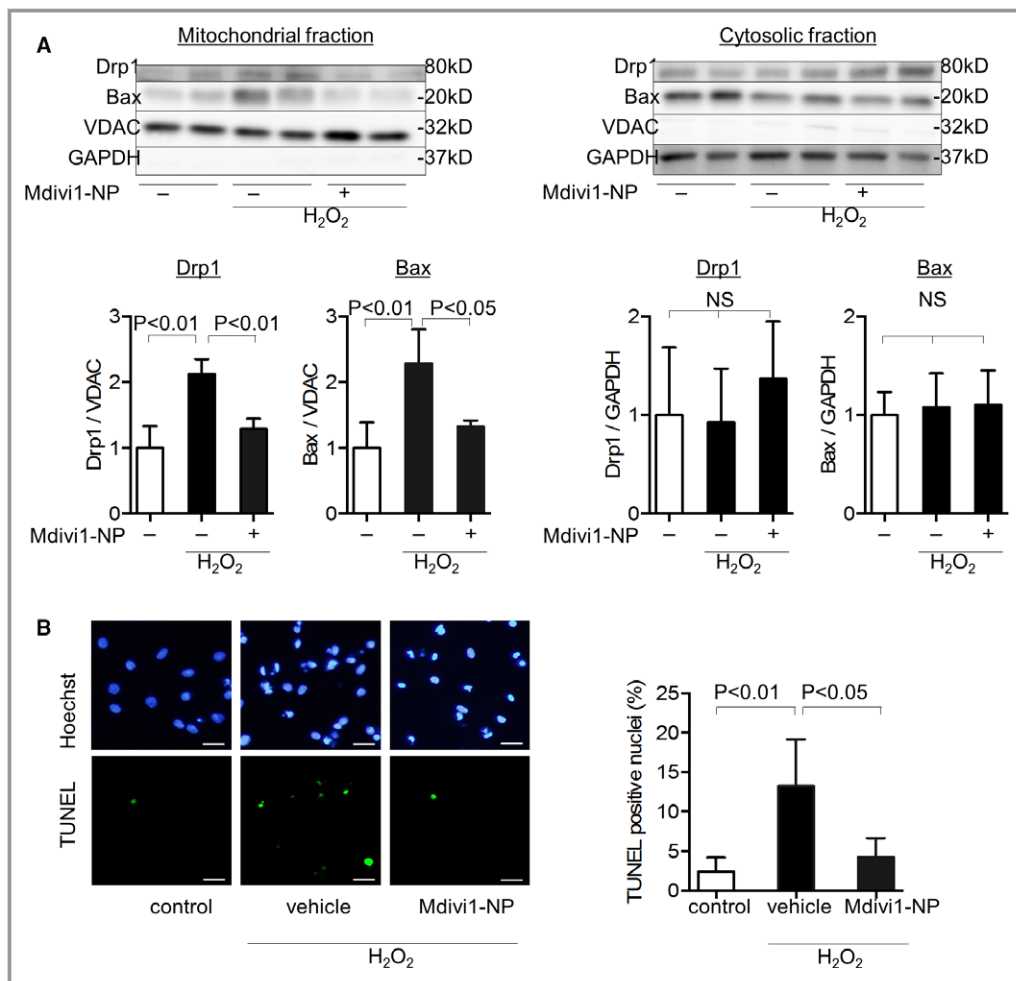 A
Mitochondrial fraction
Drp1
80kD
Bax
-20kD
VDAC
-32kD
GAPDH
-37kD
Mdivi1-NP – – +
H₂O₂
Cytosolic fraction
Drp1
80kD
Bax
-20kD
VDAC
-32kD
GAPDH
-37kD
– – +
H₂O₂
Drp1
P<0.01 P<0.01
Drp1 / VDAC
3
2
1
0
Mdivi1-NP – – +
H₂O₂
Bax
P<0.01 P<0.05
Bax / VDAC
3
2
1
0
– – +
H₂O₂
Drp1
NS
Drp1 / GAPDH
2
1
0
Mdivi1-NP – – +
H₂O₂
Bax
NS
Bax / GAPDH
2
1
0
– – +
H₂O₂
B
Hoechst
TUNEL
control vehicle Mdivi1-NP
H₂O₂
TUNEL positive nuclei (%)
25
20
15
10
5
0
P<0.01 P<0.05
control vehicle Mdivi1-NP
H₂O₂